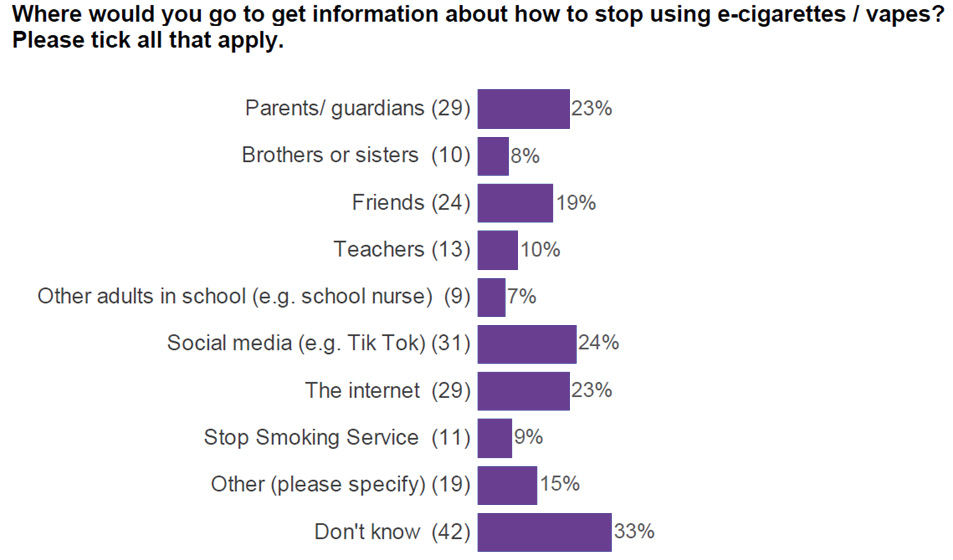 Where would you go to get information about how to stop using e-cigarettes / vapes?
Please tick all that apply.
Parents/ guardians (29) 23%
Brothers or sisters (10) 8%
Friends (24) 19%
Teachers (13) 10%
Other adults in school (e.g. school nurse) (9) 7%
Social media (e.g. Tik Tok) (31) 24%
The internet (29) 23%
Stop Smoking Service (11) 9%
Other (please specify) (19) 15%
Don't know (42) 33%